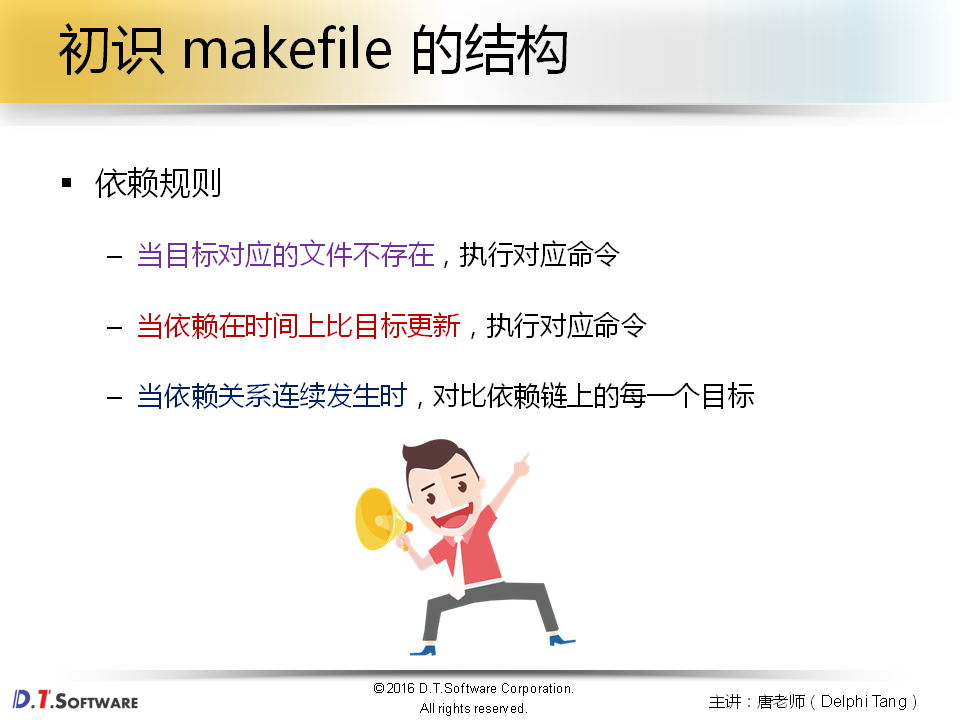 初识 makefile 的结构
▪ 依赖规则
– 当目标对应的文件不存在，执行对应命令
– 当依赖在时间上比目标更新，执行对应命令
– 当依赖关系连续发生时，对比依赖链上的每一个目标
D.T.SOFTWARE
©2016 D.T.Software Corporation.
All rights reserved.
主讲：唐老师（Delphi Tang）